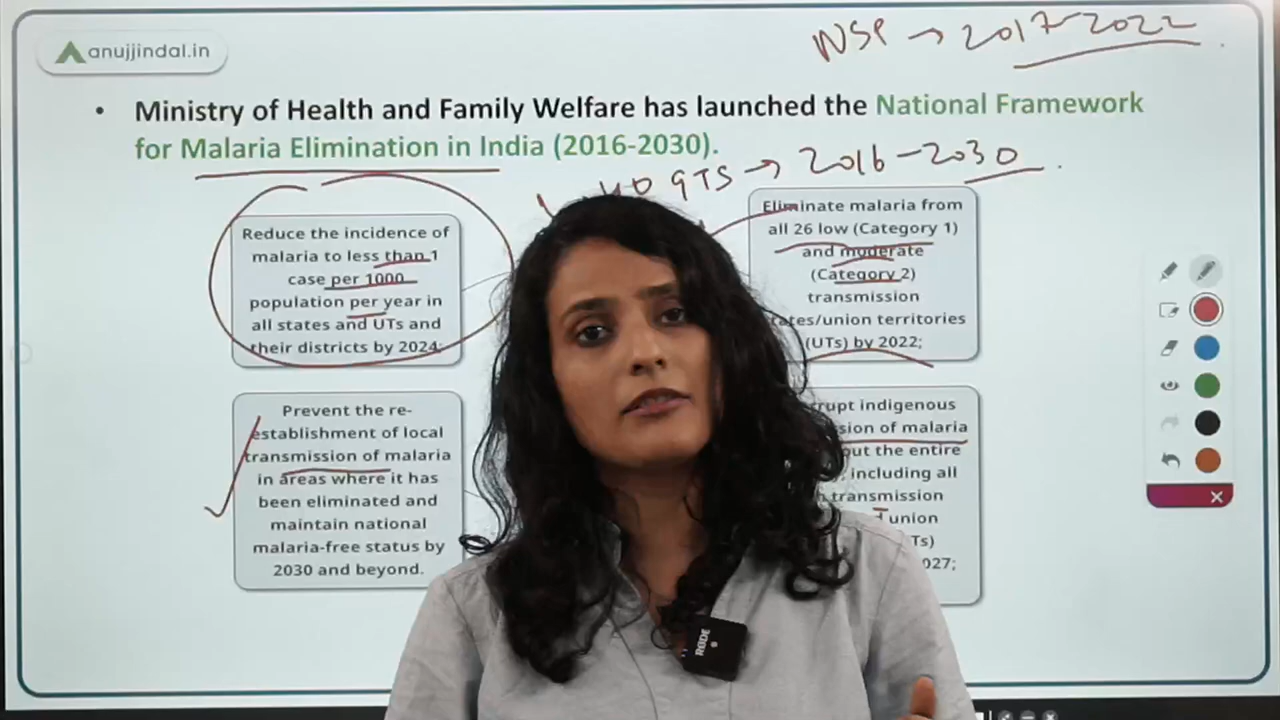 anujjindal.in
NSP → 2017-2022
• Ministry of Health and Family Welfare has launched the National Framework
for Malaria Elimination in India (2016-2030).
GTS → 2016-2030
Reduce the incidence of
malaria to less than 1
case per 1000
population per year in
all states and UTs and
their districts by 2024;
Eliminate malaria from
all 26 low (Category 1)
and moderate
(Category 2)
transmission
union territories
(UTs) by 2022;
Prevent the re-
establishment of local
transmission of malaria
in areas where it has
been eliminated and
maintain national
malaria-free status by
2030 and beyond.
indigenous
of malaria
the entire
including all
transmission
union
RØDE